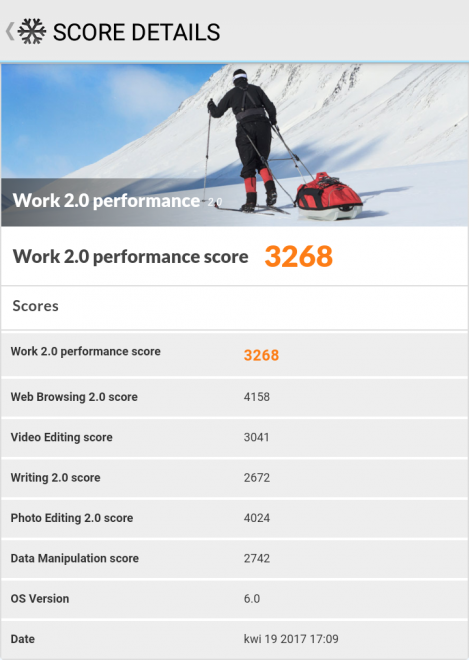 SCORE DETAILS
Work 2.0 performance 2.0
Work 2.0 performance score 3268
Scores
Work 2.0 performance score 3268
Web Browsing 2.0 score 4158
Video Editing score 3041
Writing 2.0 score 2672
Photo Editing 2.0 score 4024
Data Manipulation score 2742
OS Version 6.0
Date kwi 19 2017 17:09